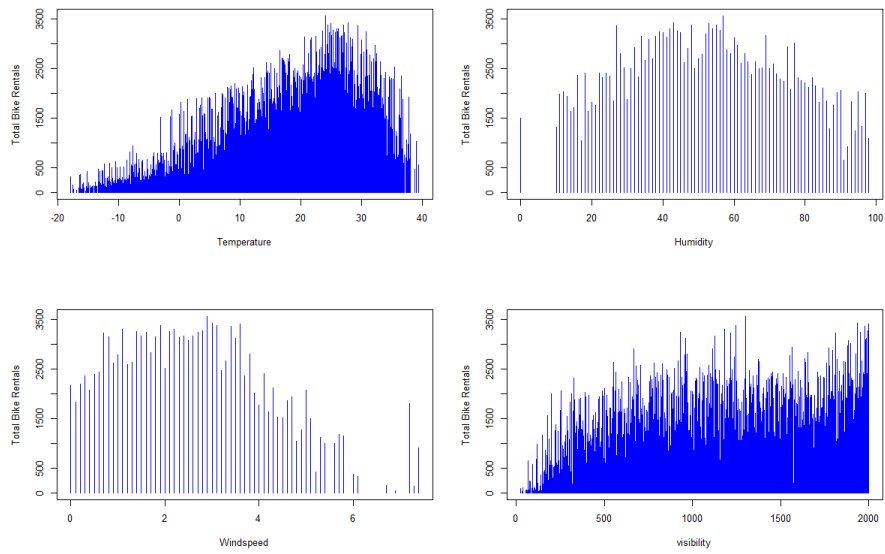 3500
2500
1500
500
0
Total Bike Rentals
-20 -10 0 10 20 30 40
Temperature
3500
2500
1500
500
0
Total Bike Rentals
0 20 40 60 80 100
Humidity
3500
2500
1500
500
0
Total Bike Rentals
0 2 4 6
Windspeed
3500
2500
1500
500
0
Total Bike Rentals
0 500 1000 1500 2000
visibility